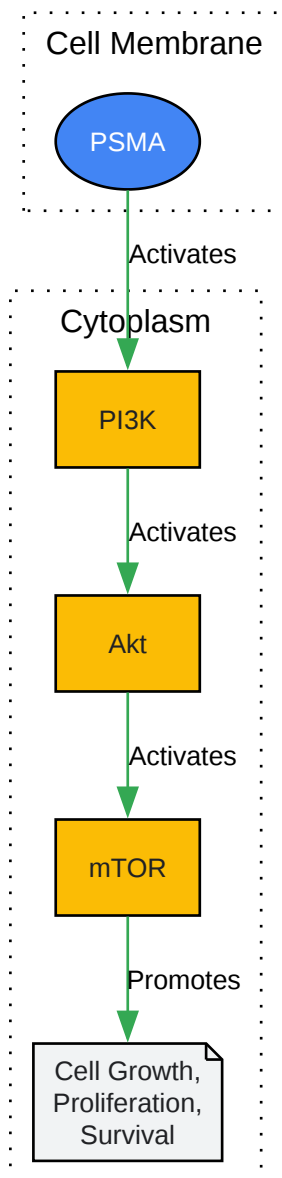 Cell Membrane
PSMA
Activates
Cytoplasm
PI3K
Activates
Akt
Activates
mTOR
Promotes
Cell Growth,
Proliferation,
Survival